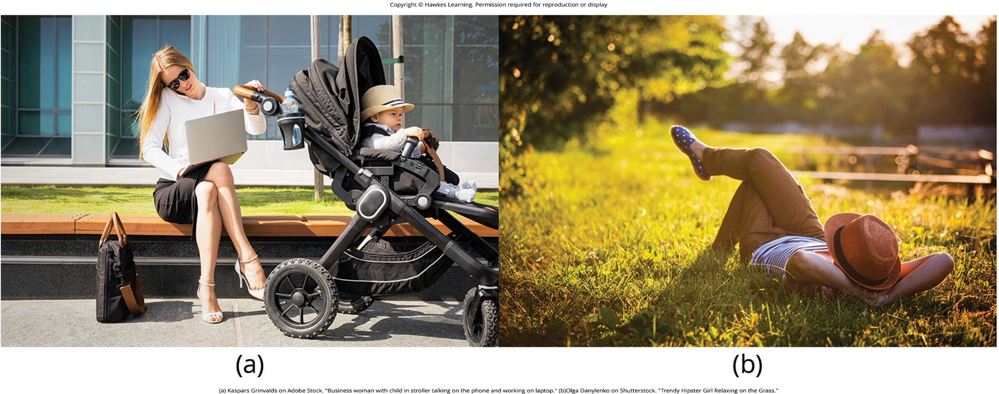 Copyright © Hawkes Learning. Permission required for reproduction or display
(a)
(b)
(a) Kaspars Grinvalds on Adobe Stock. "Business woman with child in stroller talking on the phone and working on laptop." (b)Olga Danylenko on Shutterstock. "Trendy Hipster Girl Relaxing on the Grass."